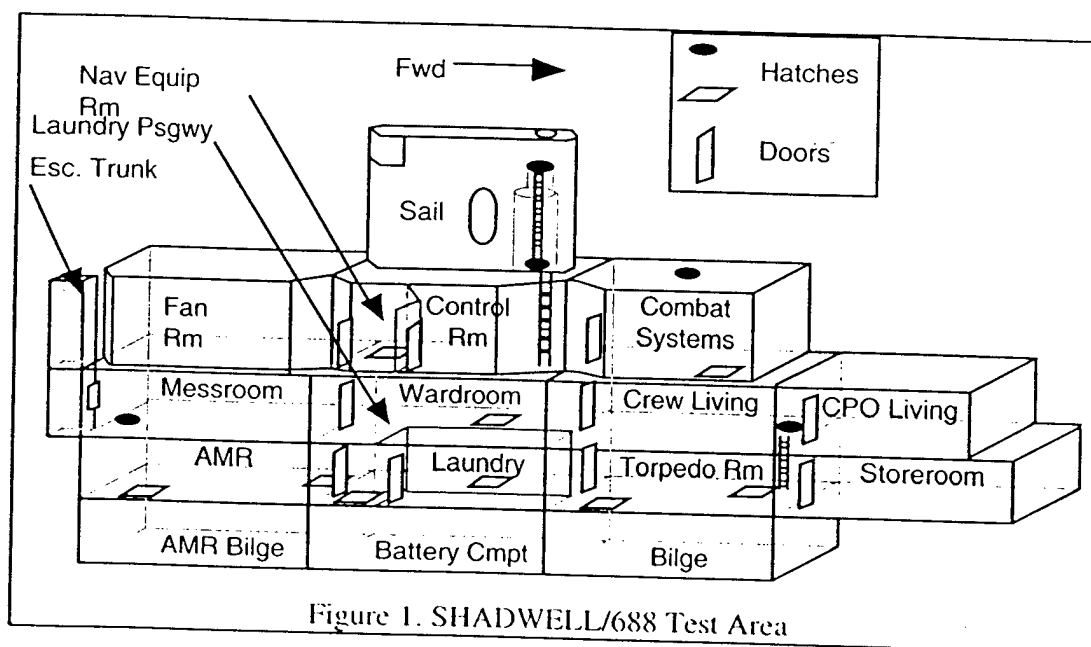 Nav Equip
Rm
Laundry Psgwy
Esc. Trunk
Fwd
Hatches
Doors
Sail
Fan
Rm
Control
Rm
Combat
Systems
Messroom
Wardroom
Crew Living
CPO Living
AMR
Laundry
Torpedo Rm
Storeroom
AMR Bilge
Battery Cmpt
Bilge
Figure 1. SHADWELL/688 Test Area